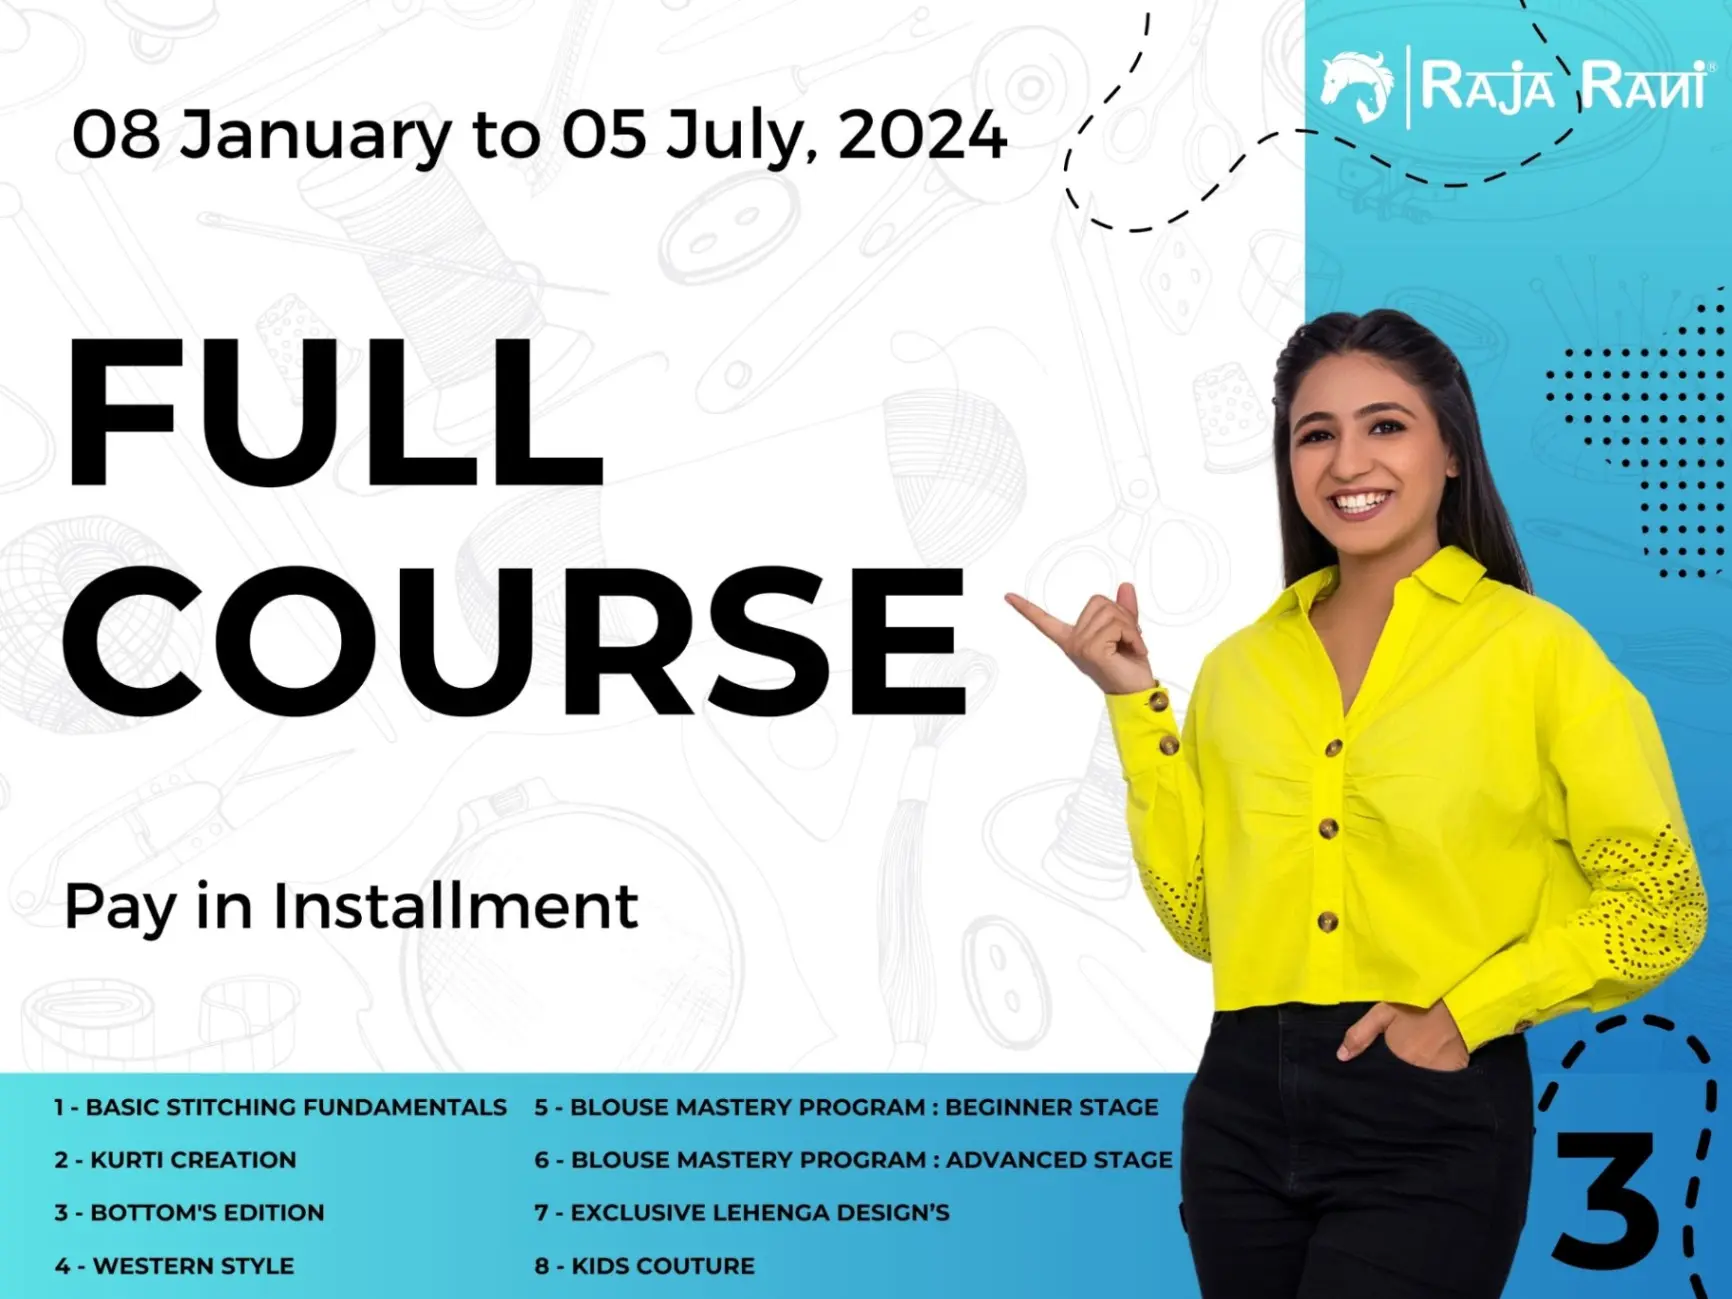 RAJA RANI®
08 January to 05 July, 2024
FULL
COURSE
Pay in Installment
1 - BASIC STITCHING FUNDAMENTALS
2 - KURTI CREATION
3 - BOTTOM'S EDITION
4 - WESTERN STYLE
5 - BLOUSE MASTERY PROGRAM : BEGINNER STAGE
6 - BLOUSE MASTERY PROGRAM : ADVANCED STAGE
7 - EXCLUSIVE LEHENGA DESIGN’S
8 - KIDS COUTURE
3